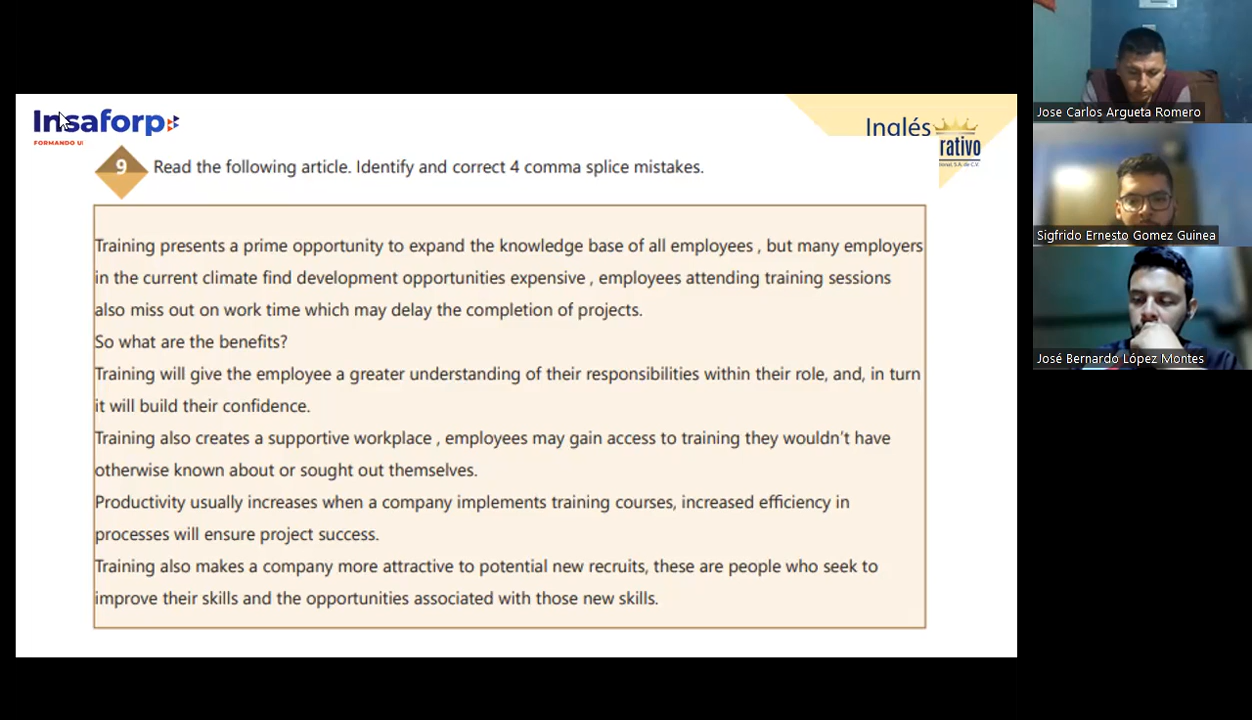 Insaforp
FORMANDO U
Inglés
rativo
9
Read the following article. Identify and correct 4 comma splice mistakes.
Training presents a prime opportunity to expand the knowledge base of all employees , but many employers
in the current climate find development opportunities expensive , employees attending training sessions
also miss out on work time which may delay the completion of projects.
So what are the benefits?
Training will give the employee a greater understanding of their responsibilities within their role, and, in turn
it will build their confidence.
Training also creates a supportive workplace , employees may gain access to training they wouldn’t have
otherwise known about or sought out themselves.
Productivity usually increases when a company implements training courses, increased efficiency in
processes will ensure project success.
Training also makes a company more attractive to potential new recruits, these are people who seek to
improve their skills and the opportunities associated with those new skills.
Jose Carlos Argueta Romero
Sigfrido Ernesto Gomez Guinea
José Bernardo López Montes